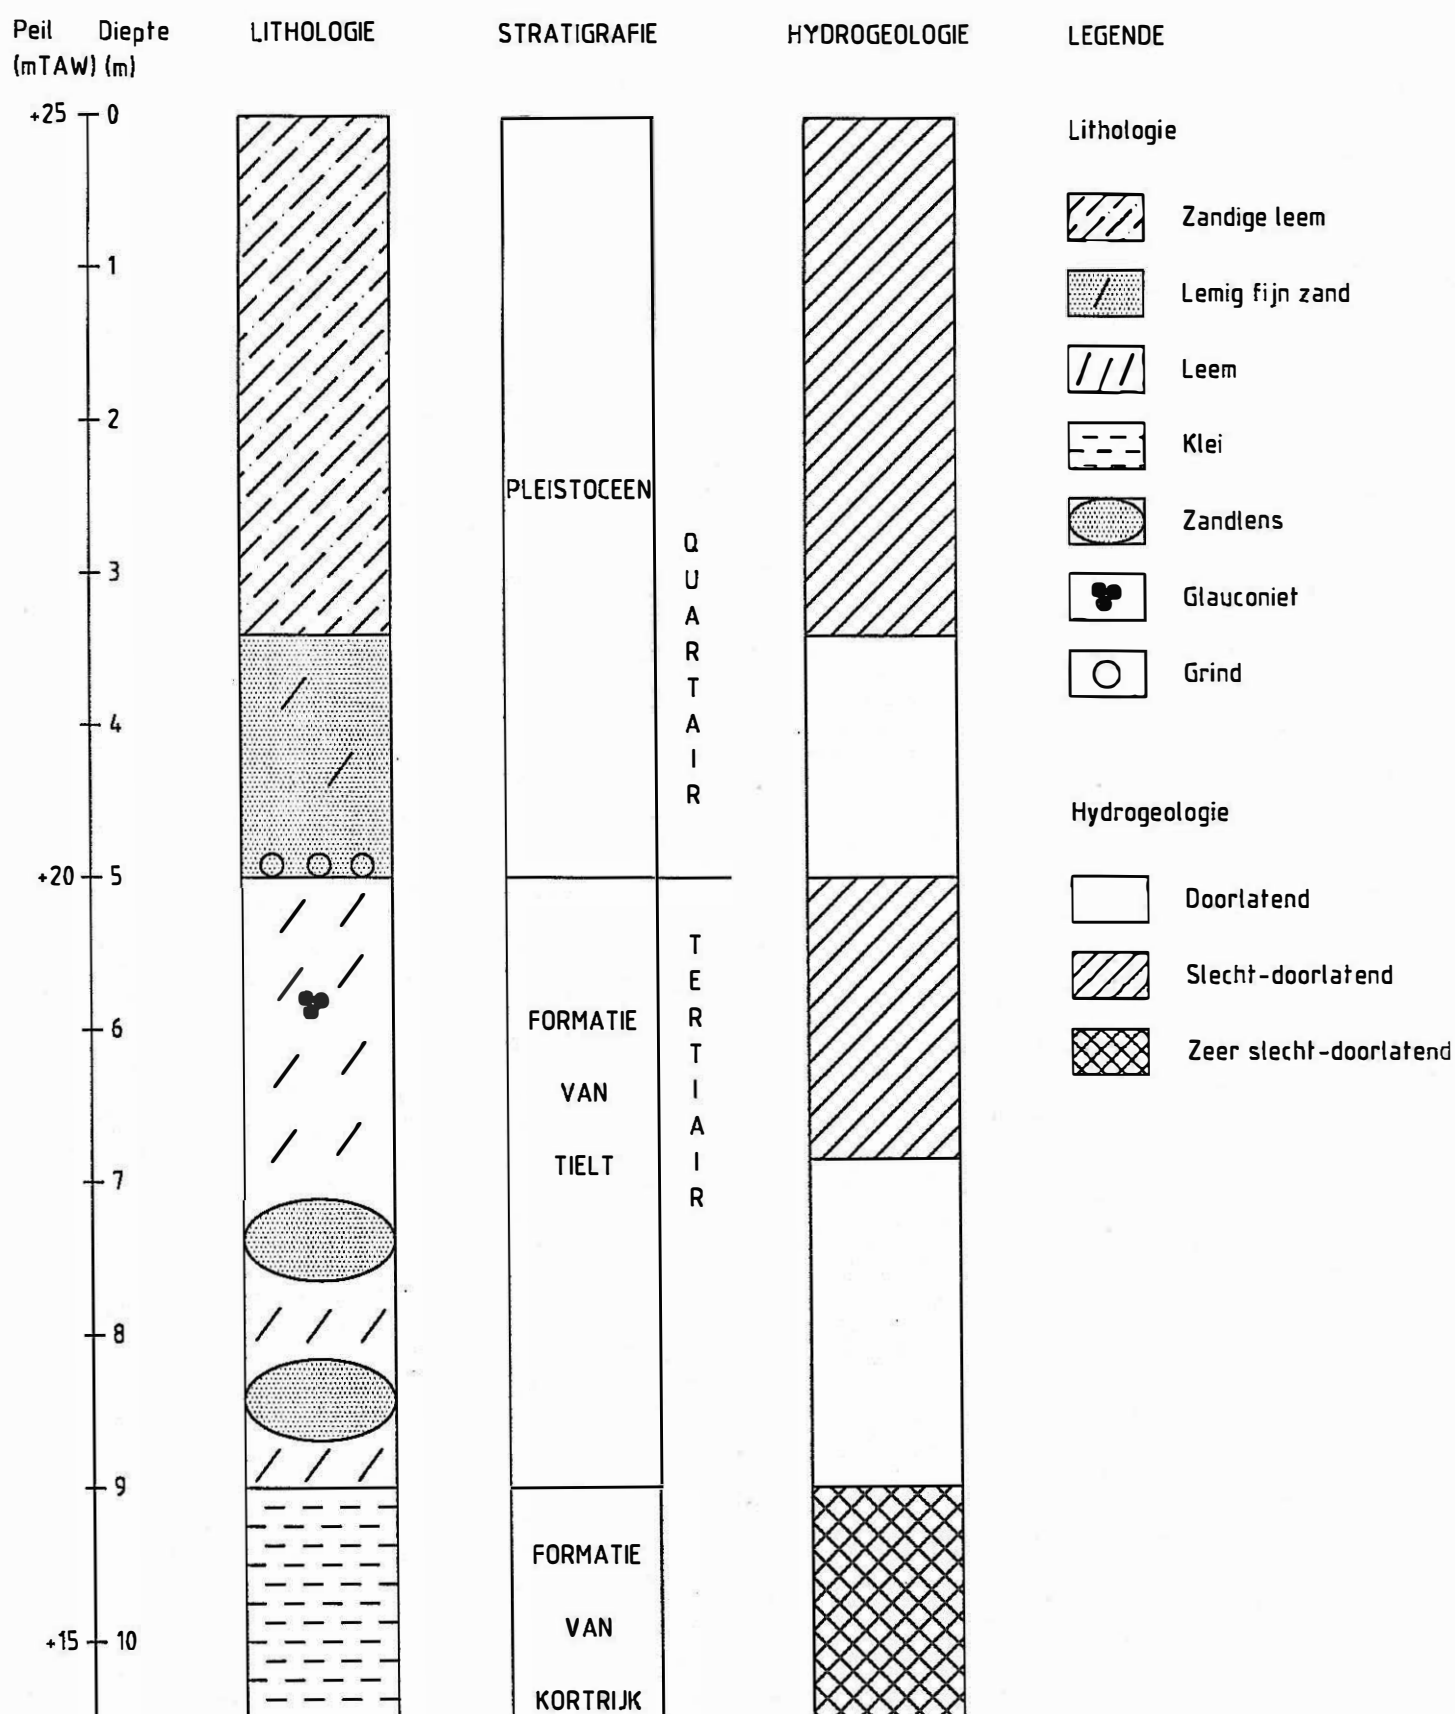 Peil Diepte LITHOLOGIE STRATIGRAFIE HYDROGEOLOGIE LEGENDE
(mTAW) (m)
+25 0
Lithologie
Zandige leem
1
Lemig fijn zand
Leem
2
Klei
PLEISTOCEEN
Zandlens
QUARTAIR
3
Glauconiet
Grind
4
Hydrogeologie
+20 5
Doorlatend
TERTIAIR
Slecht-doorlatend
6
FORMATIE
Zeer slecht-doorlatend
VAN
TIELT
7
8
9
FORMATIE
VAN
+15 10
KORTRIJK